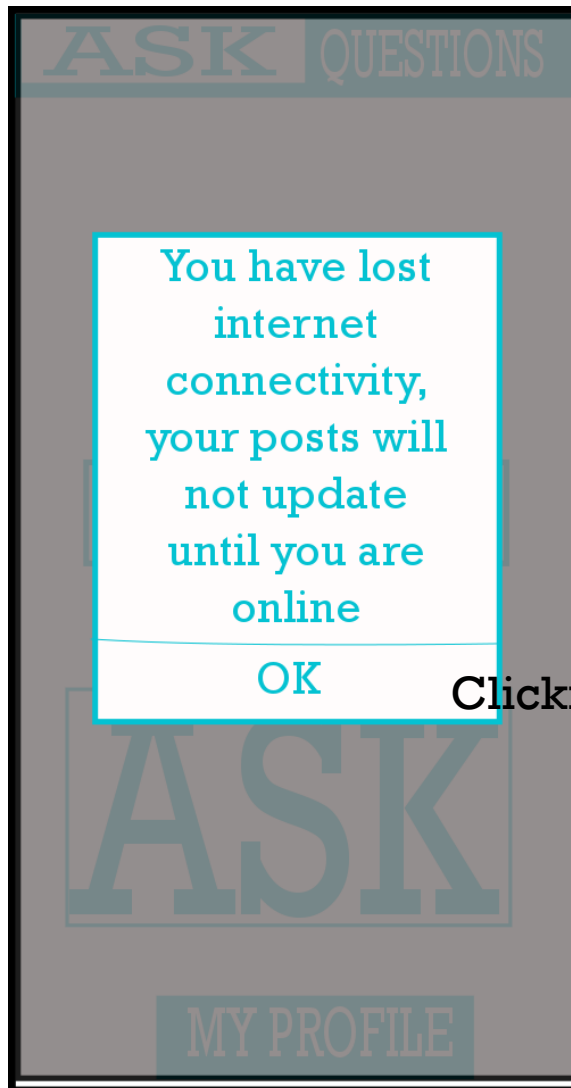 ASK QUESTIONS
You have lost
internet
connectivity,
your posts will
not update
until you are
online
OK
ASK
MY PROFILE